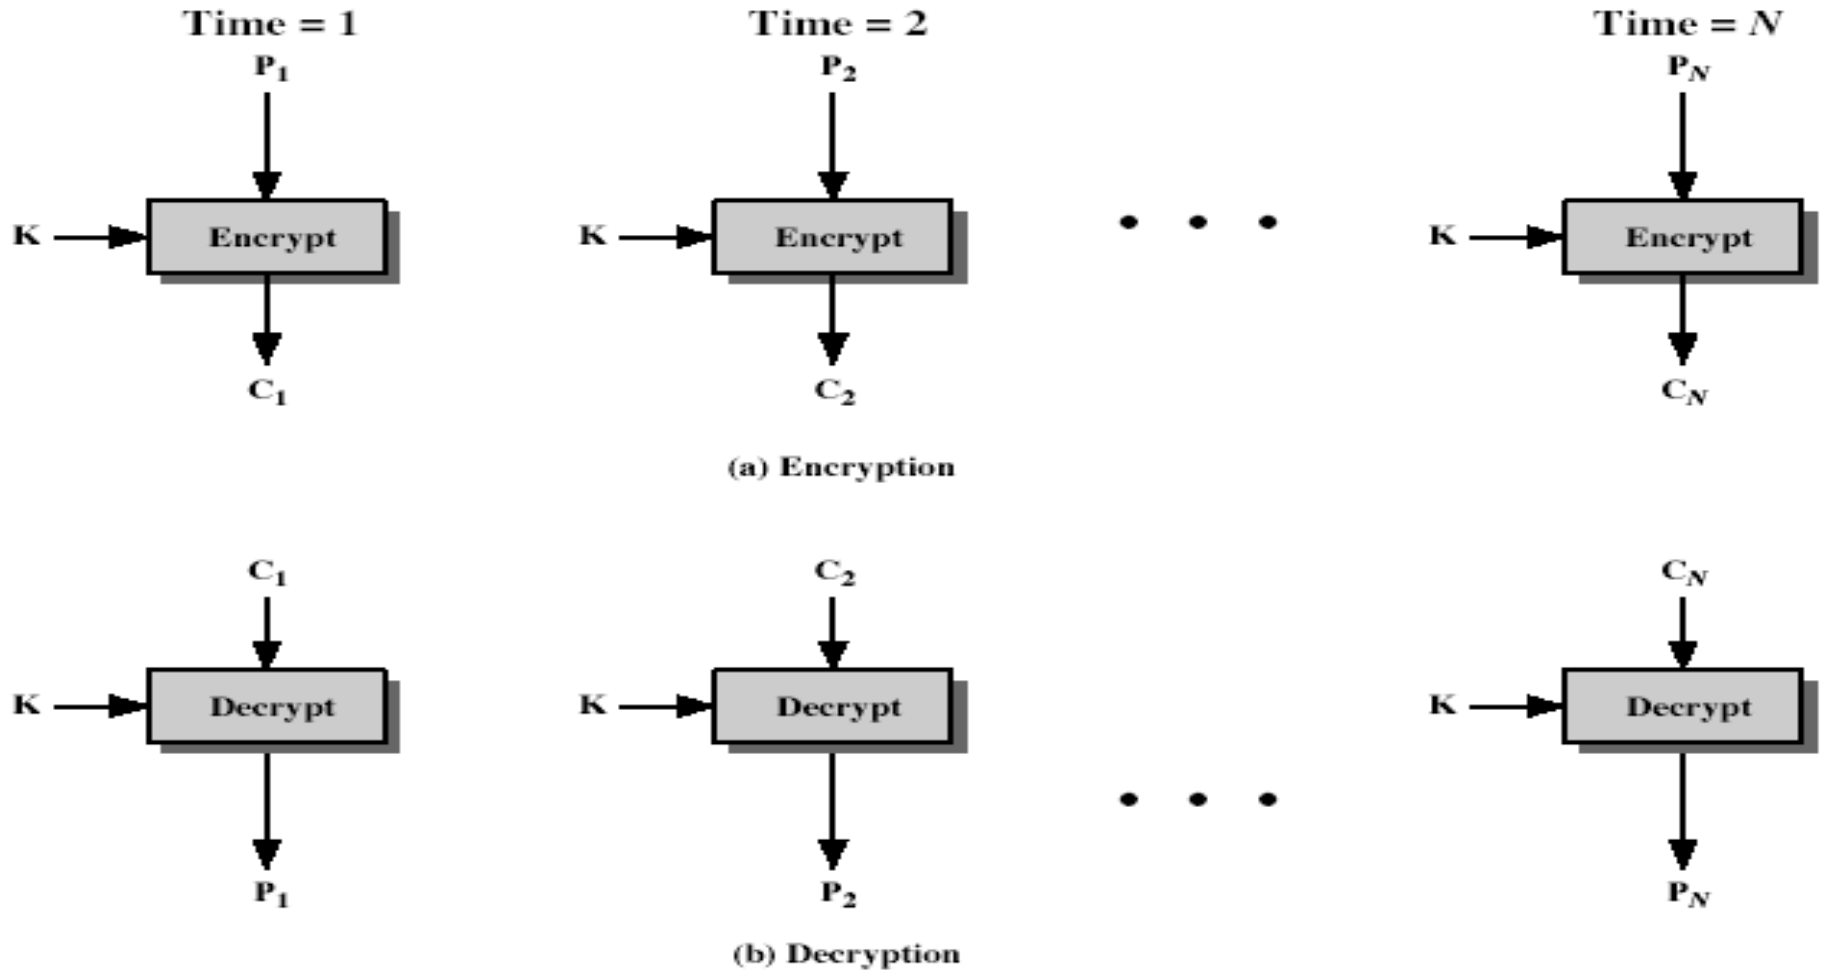 Time = 1 Time = 2 Time = N
P1 P2 PN
K Encrypt K Encrypt • • • K Encrypt
C1 C2 CN
(a) Encryption
C1 C2 CN
K Decrypt K Decrypt K Decrypt
• • •
P1 P2 PN
(b) Decryption